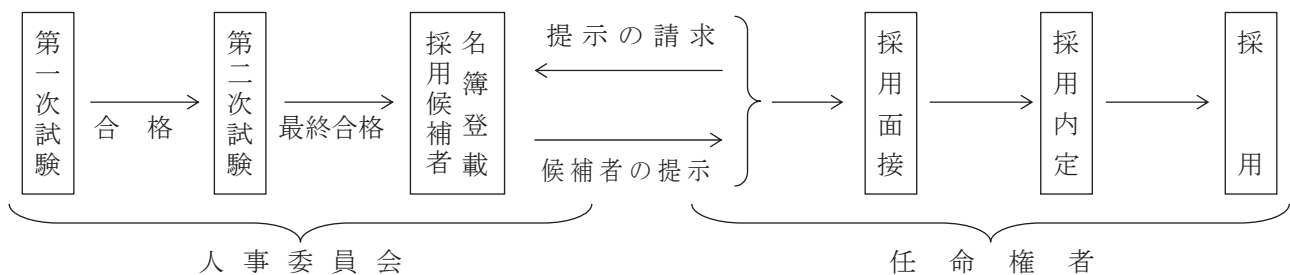 第一次試験
合格
第二次試験
最終合格
採用候補者
名簿登載
提示の請求
候補者の提示
採用面接
採用内定
採用
人事委員会
任命権者